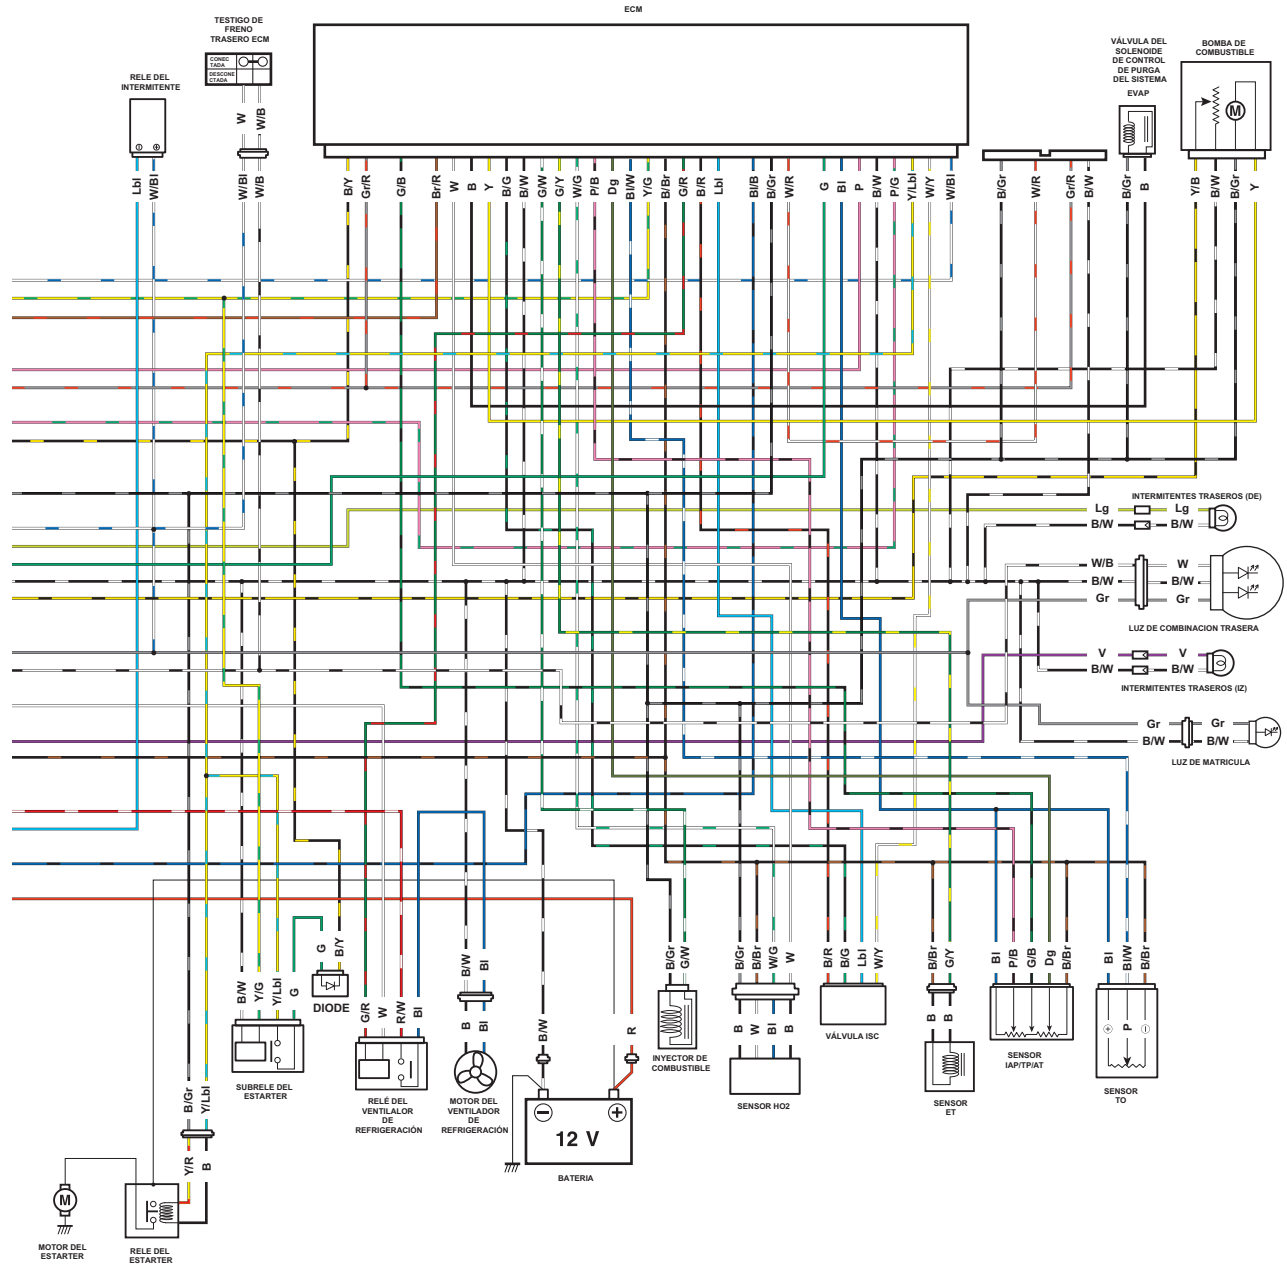 ECM
TESTIGO DE
FRENO
TRASERO ECM
CONEC
TADA
DESCONE
CTADA
RELE DEL
INTERMITENTE
VÁLVULA DEL
SOLENOIDE
DE CONTROL
DE PURGA
DEL SISTEMA
EVAP
BOMBA DE
COMBUSTIBLE
M
W
W/B
Lbl
W/Bl
W/Bl
W/B
B/Y
Gr/R
G/B
Br/R
W
B
Y
B/G
B/W
G/W
G/Y
W/G
P/B
Dg
Bl/W
Y/G
B/Br
G/R
B/R
Lbl
Bl/B
B/Gr
W/R
G
Bl
P
B/W
P/G
Y/Lbl
W/Y
W/Bl
B/Gr
W/R
Gr/R
B/W
B/Gr
B
Y/B
B/W
B/Gr
Y
INTERMITENTES TRASEROS (DE)
Lg
Lg
B/W
B/W
W/B
W
B/W
B/W
Gr
Gr
LUZ DE COMBINACION TRASERA
V
V
B/W
B/W
INTERMITENTES TRASEROS (IZ)
Gr
Gr
B/W
B/W
LUZ DE MATRICULA
B/W
Y/G
Y/Lbl
G
G
B/Y
DIODE
SUBRELE DEL
ESTARTER
G/R
W
R/W
Bl
RELÉ DEL
VENTILALOR
DE
REFRIGERACIÓN
B/W
Bl
B
Bl
MOTOR DEL
VENTILADOR
DE
REFRIGERACIÓN
B/W
R
12 V
BATERIA
B/Gr
G/W
INYECTOR DE
COMBUSTIBLE
B/Gr
B/Br
W/G
W
B
W
Bl
B
SENSOR HO2
B/R
B/G
Lbl
W/Y
VÁLVULA ISC
B/Br
G/Y
B
B
SENSOR
ET
Bl
P/B
G/B
Dg
B/Br
SENSOR
IAP/TP/AT
Bl
Bl/W
B/Br
P
SENSOR
TO
B/Gr
Y/Lbl
Y/R
B
M
MOTOR DEL
ESTARTER
RELE DEL
ESTARTER